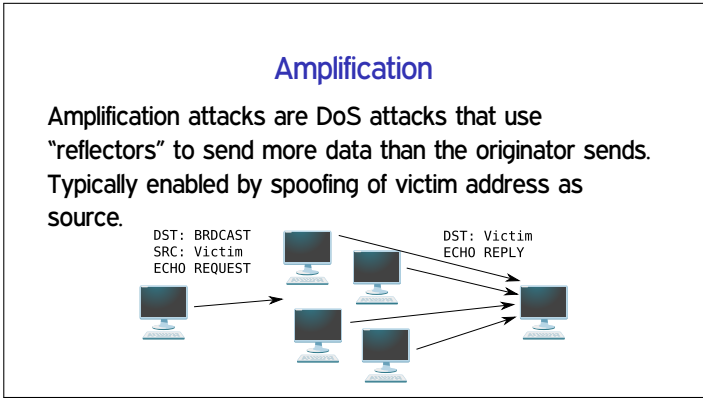 Amplification
Amplification attacks are DoS attacks that use
“reflectors” to send more data than the originator sends.
Typically enabled by spoofing of victim address as
source.
DST: BRDCAST
SRC: Victim
ECHO REQUEST
DST: Victim
ECHO REPLY